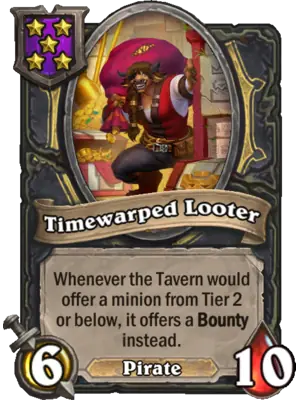 Timewarped Looter
Whenever the Tavern would
offer a minion from Tier 2
or below, it offers a Bounty
instead.
Pirate
6
10